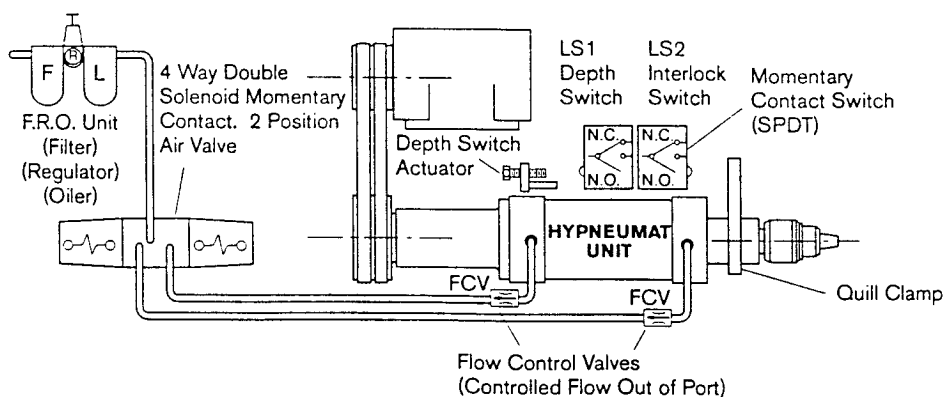 F
R
L
F.R.O. Unit
(Filter)
(Regulator)
(Oiler)
4 Way Double
Solenoid Momentary
Contact. 2 Position
Air Valve
Depth Switch
Actuator
LS1
Depth
Switch
LS2
Interlock
Switch
Momentary
Contact Switch
(SPDT)
N.C.
N.O.
N.C.
N.O.
HYPNEUMAT
UNIT
FCV
FCV
Quill Clamp
Flow Control Valves
(Controlled Flow Out of Port)